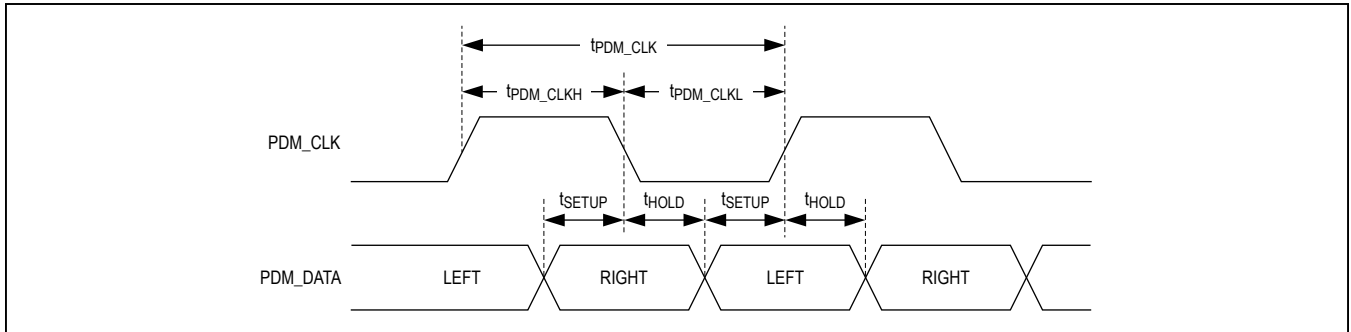 tPDM_CLK
tPDM_CLKH tPDM_CLKL
PDM_CLK
tSETUP tHOLD tSETUP tHOLD
PDM_DATA LEFT RIGHT LEFT RIGHT